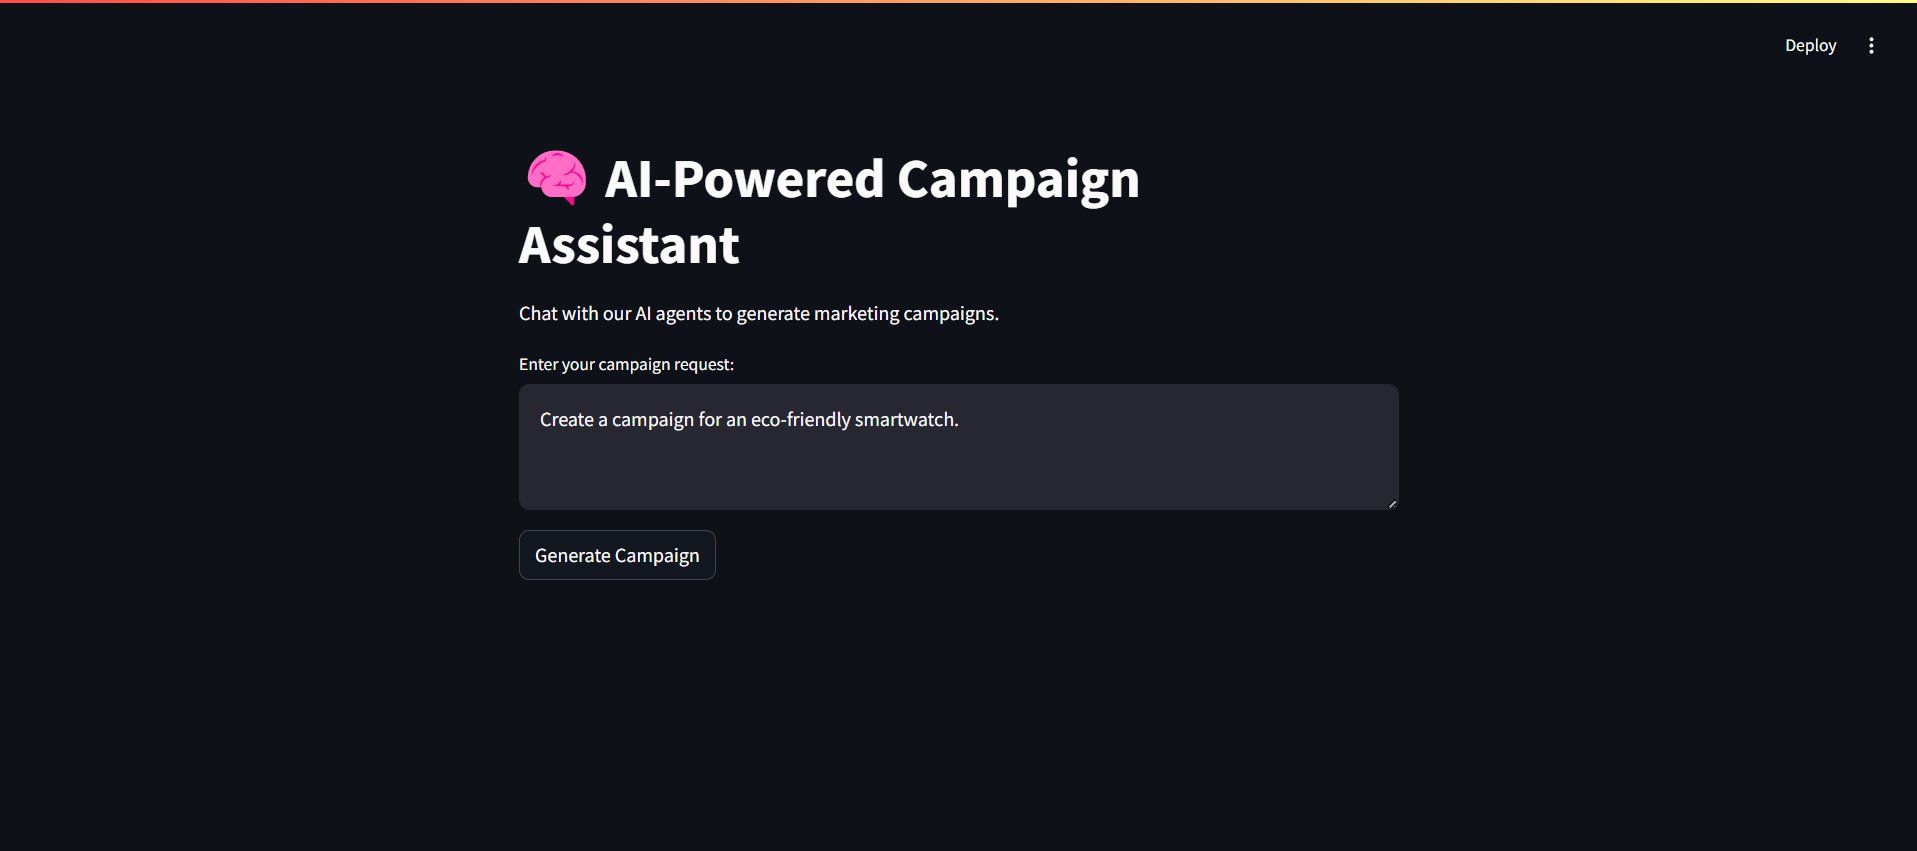 Deploy
AI-Powered Campaign
Assistant
Chat with our AI agents to generate marketing campaigns.
Enter your campaign request:
Create a campaign for an eco-friendly smartwatch.
Generate Campaign